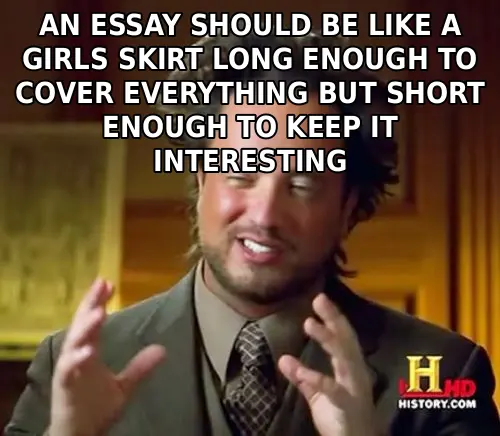 AN ESSAY SHOULD BE LIKE A
GIRLS SKIRT LONG ENOUGH TO
COVER EVERYTHING BUT SHORT
ENOUGH TO KEEP IT
INTERESTING
H HD
HISTORY.COM